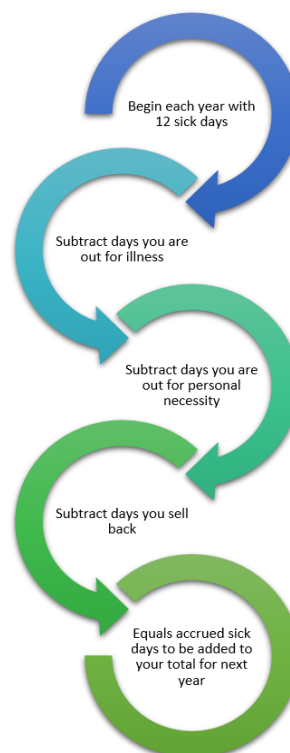 Begin each year with
12 sick days
Subtract days you are
out for illness
Subtract days you are
out for personal
necessity
Subtract days you sell
back
Equals accrued sick
days to be added to
your total for next
year